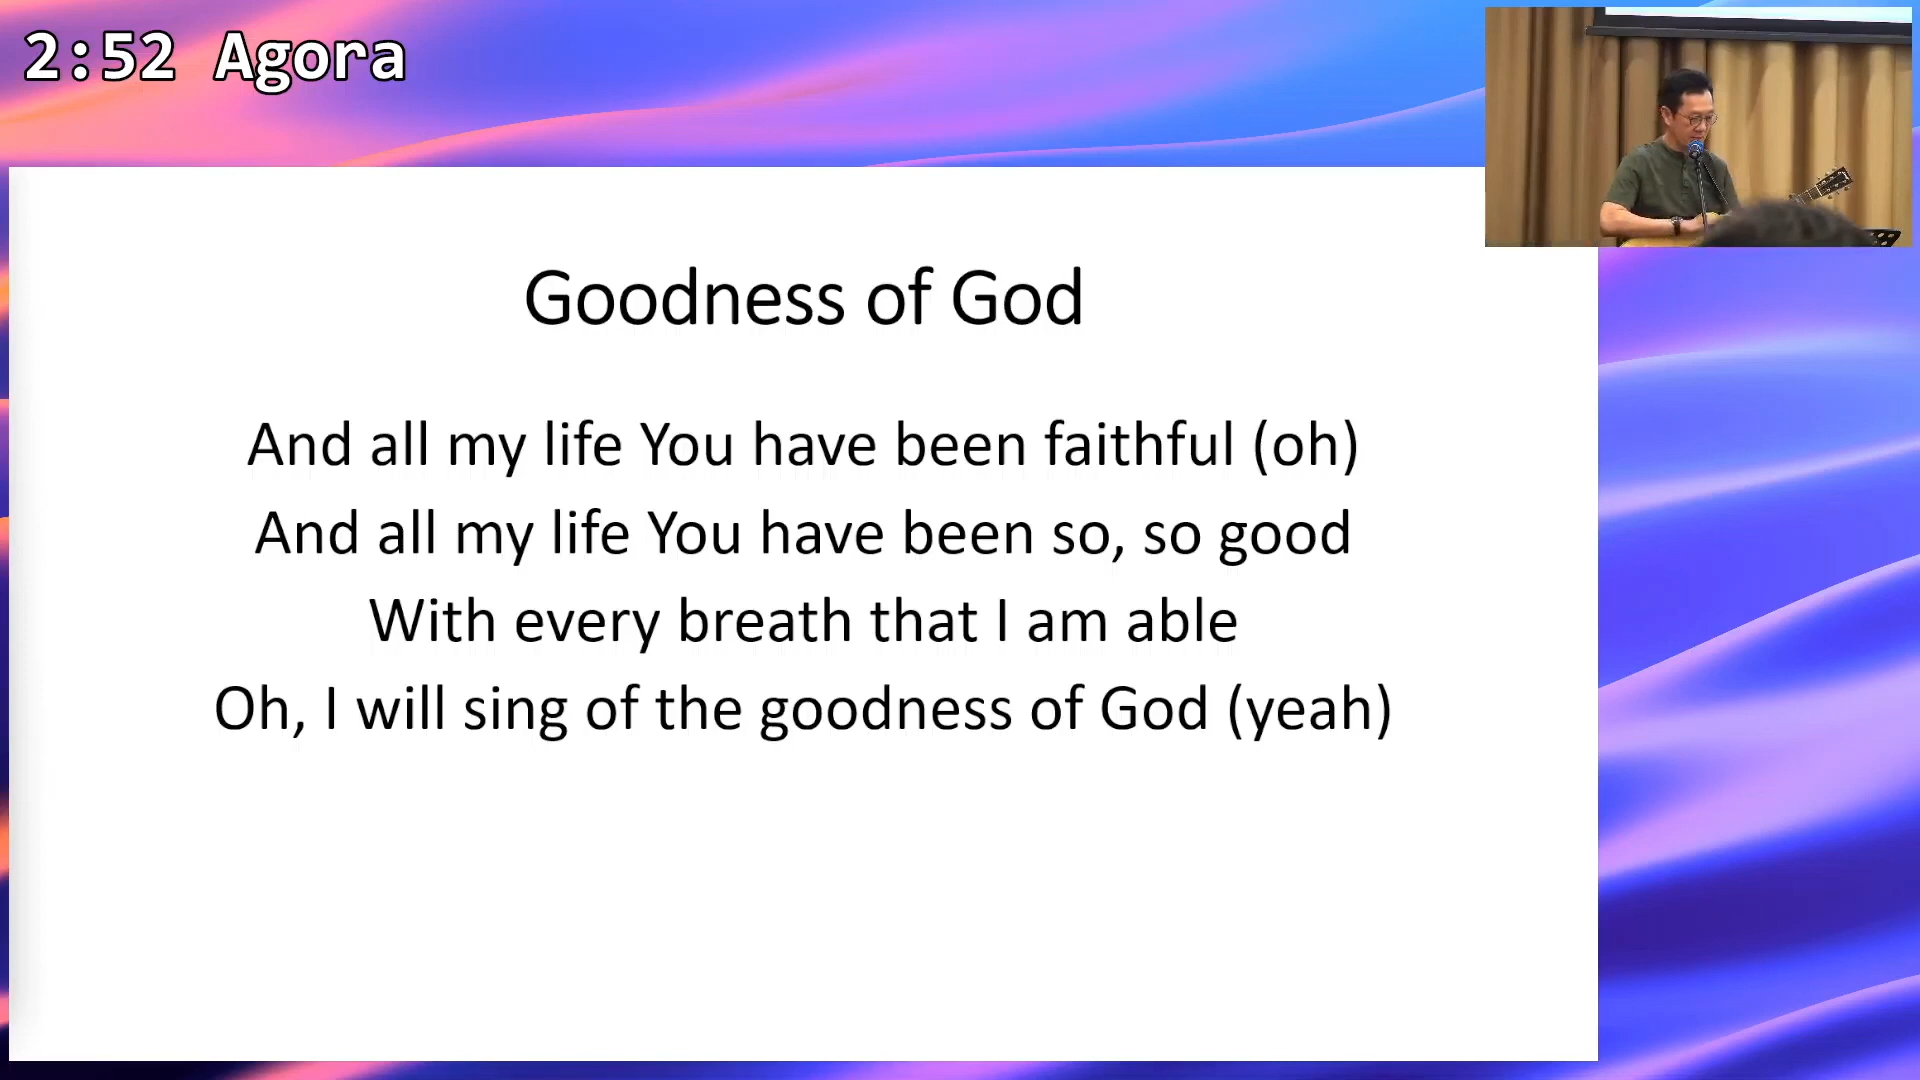 2:52 Agora
Goodness of God
And all my life You have been faithful (oh)
And all my life You have been so, so good
With every breath that I am able
Oh, I will sing of the goodness of God (yeah)